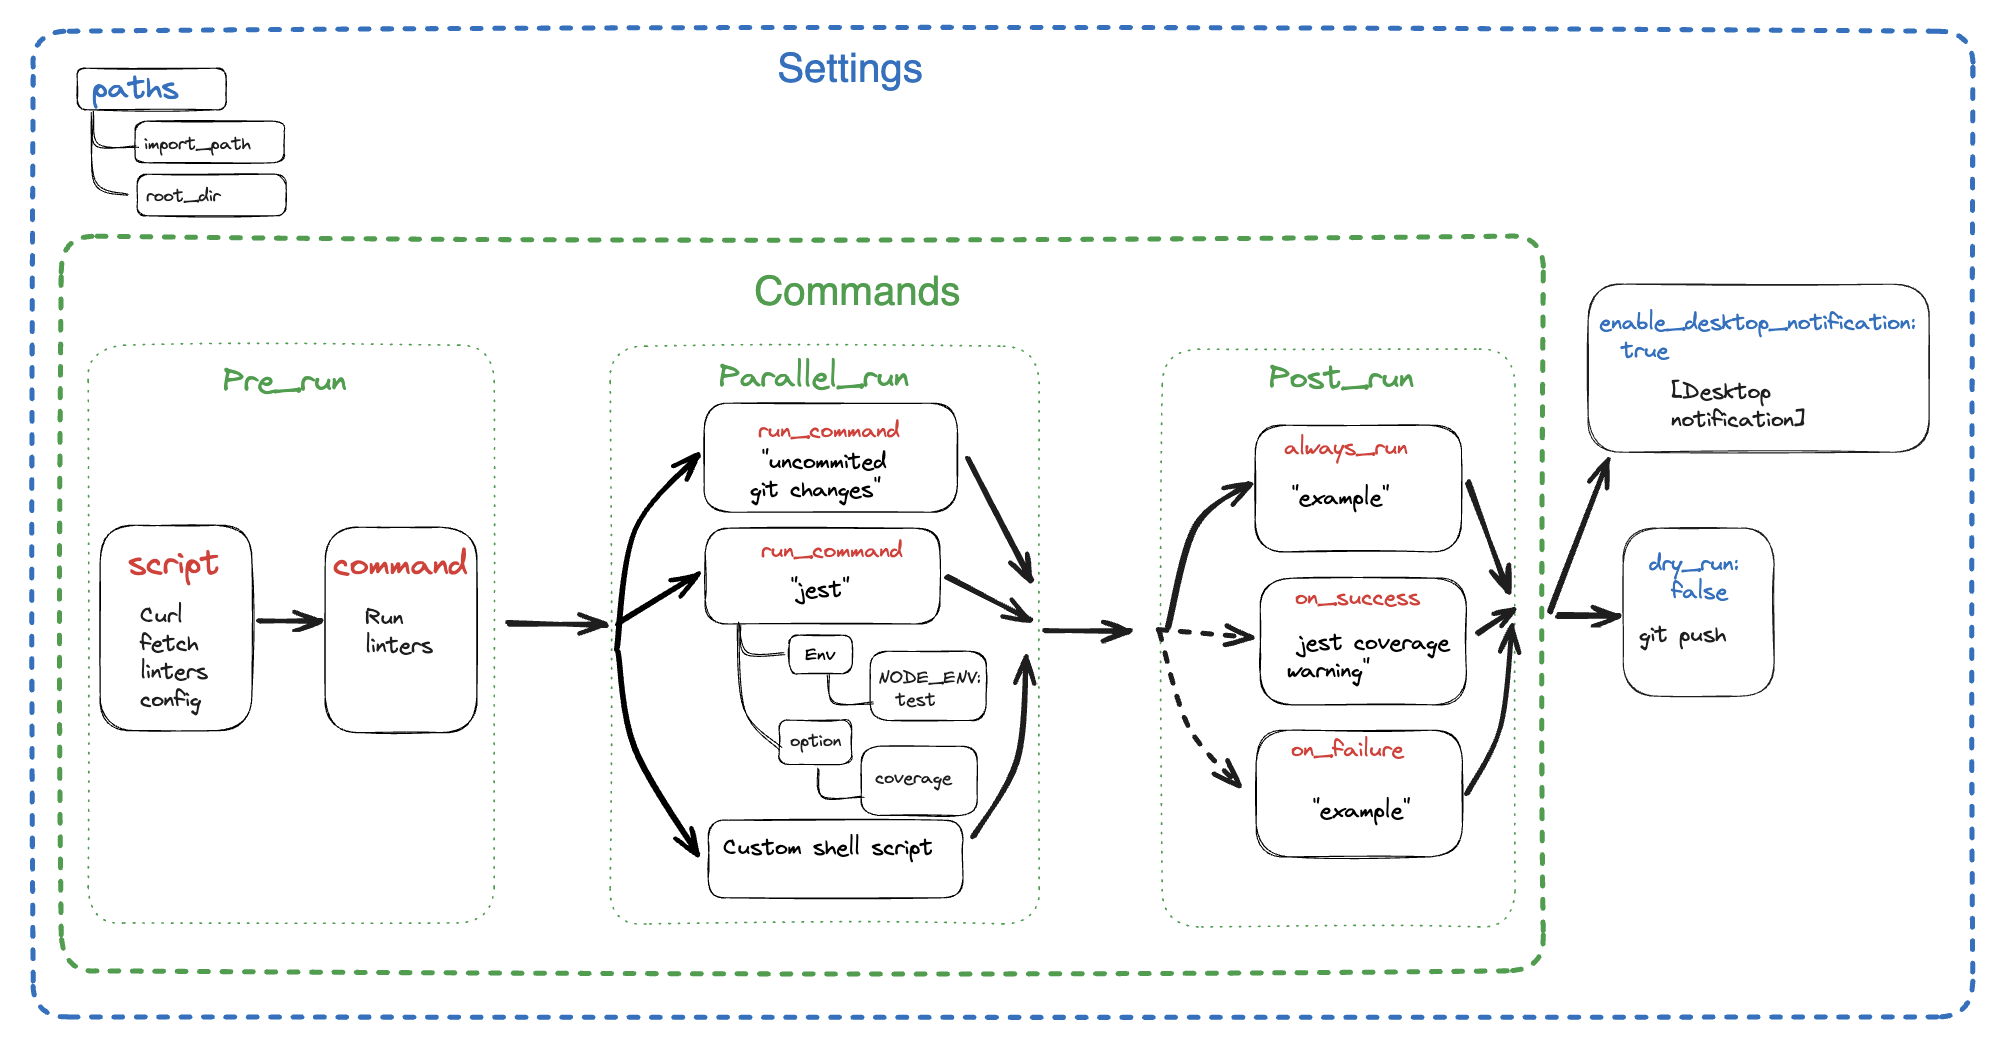 Settings
paths
import_path
root_dir
Commands
Pre_run
script
Curl
fetch
linters
config
command
Run
linters
Parallel_run
run_command
"uncommited
git changes"
run_command
"jest"
Env
NODE_ENV:
test
option
coverage
Custom shell script
Post_run
always_run
"example"
on_success
jest coverage
warning"
on_failure
"example"
enable_desktop_notification:
true
[Desktop
notification]
dry_run:
false
git push